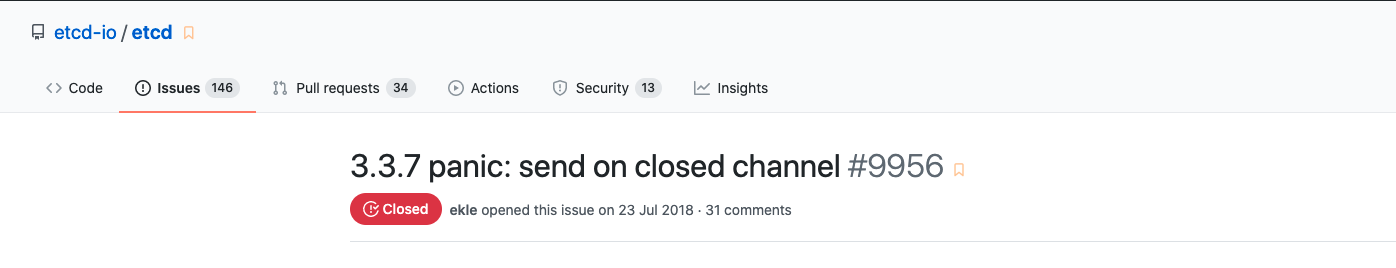 etcd-io / etcd
Code Issues 146 Pull requests 34 Actions Security 13 Insights
3.3.7 panic: send on closed channel #9956
Closed ekle opened this issue on 23 Jul 2018 · 31 comments